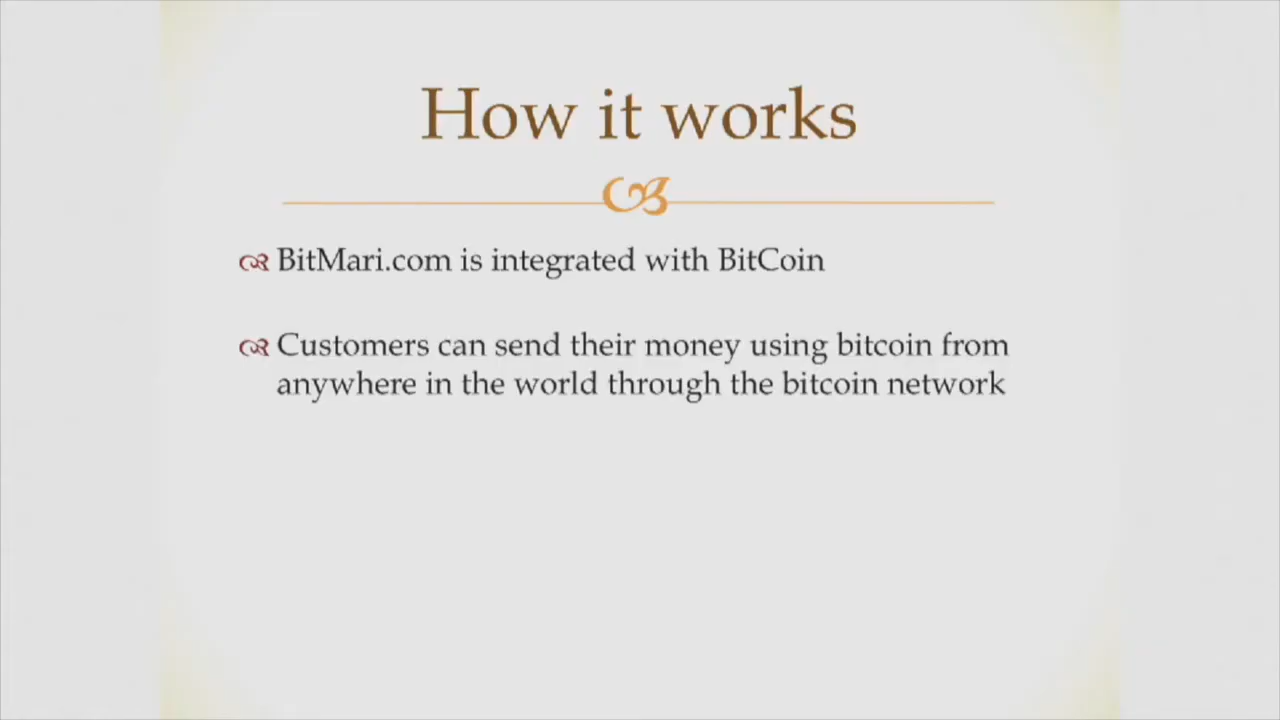 How it works
BitMari.com is integrated with BitCoin
Customers can send their money using bitcoin from
anywhere in the world through the bitcoin network